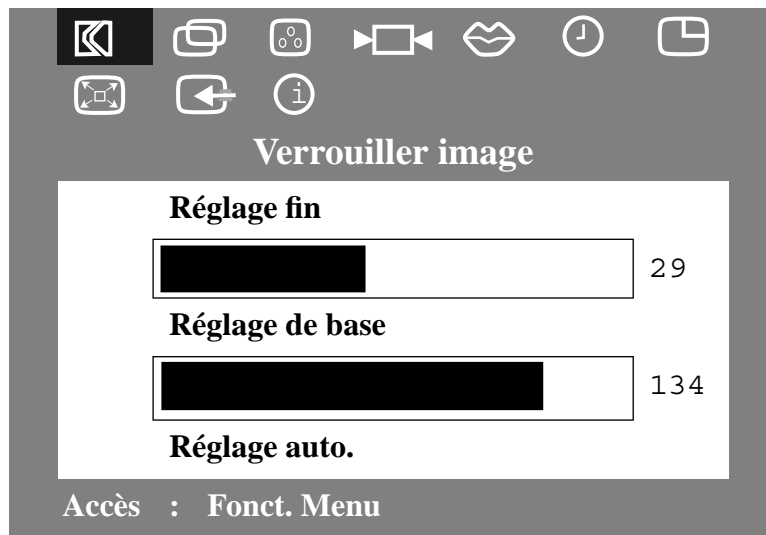 i
Verrouiller image
Réglage fin
29
Réglage de base
134
Réglage auto.
Accès : Fonct. Menu